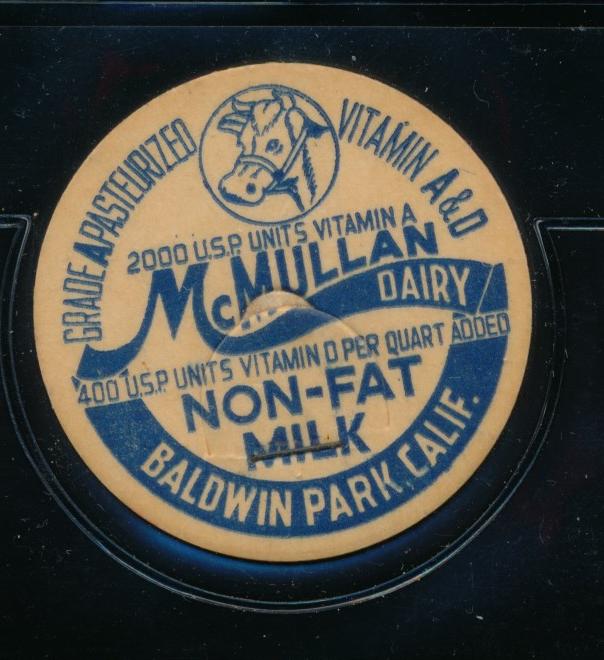 GRADE A PASTEURIZED
VITAMIN A & D
2000 U.S.P. UNITS VITAMIN A
McMULLAN
DAIRY
400 U.S.P. UNITS VITAMIN D PER QUART ADDED
NON-FAT
MILK
BALDWIN PARK, CALIF.